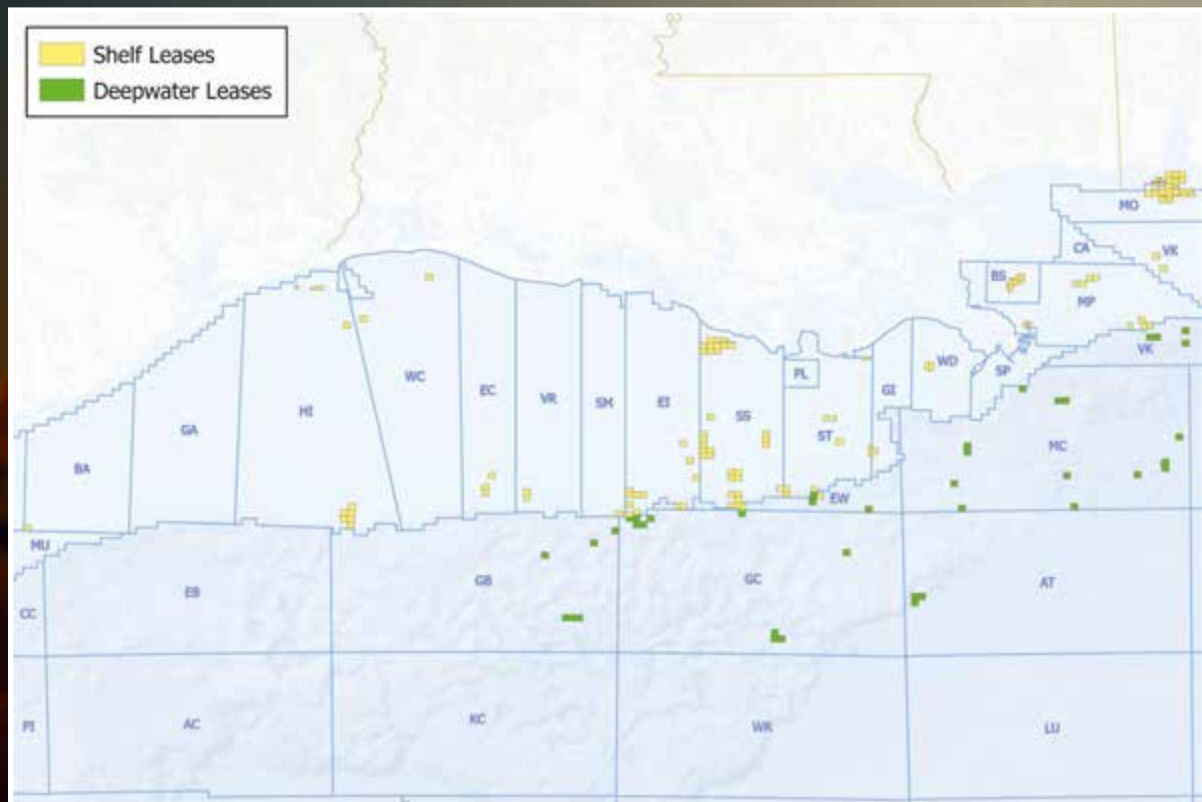 Shelf Leases
Deepwater Leases
MO
CA
VK
BS
MP
VK
WD
SP
PL
GI
WC
EC
VR
SM
EI
SS
ST
HI
GA
BA
MC
EW
MU
CC
EB
GB
GC
AT
PI
AC
KC
WR
LU